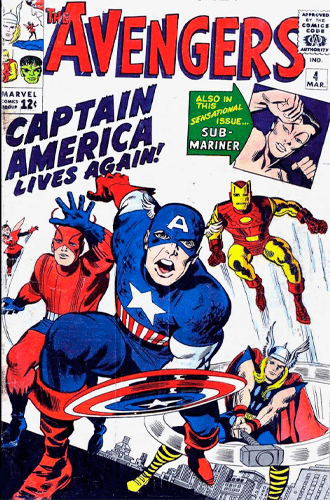 THE AVENGERS
APPROVED
BY THE
COMICS
CODE
AUTHORITY
IND.
4
MAR.
MARVEL
COMICS
GROUP
12¢
CAPTAIN
AMERICA
LIVES AGAIN!
ALSO IN
THIS
SENSATIONAL
ISSUE...
SUB-
MARINER
A